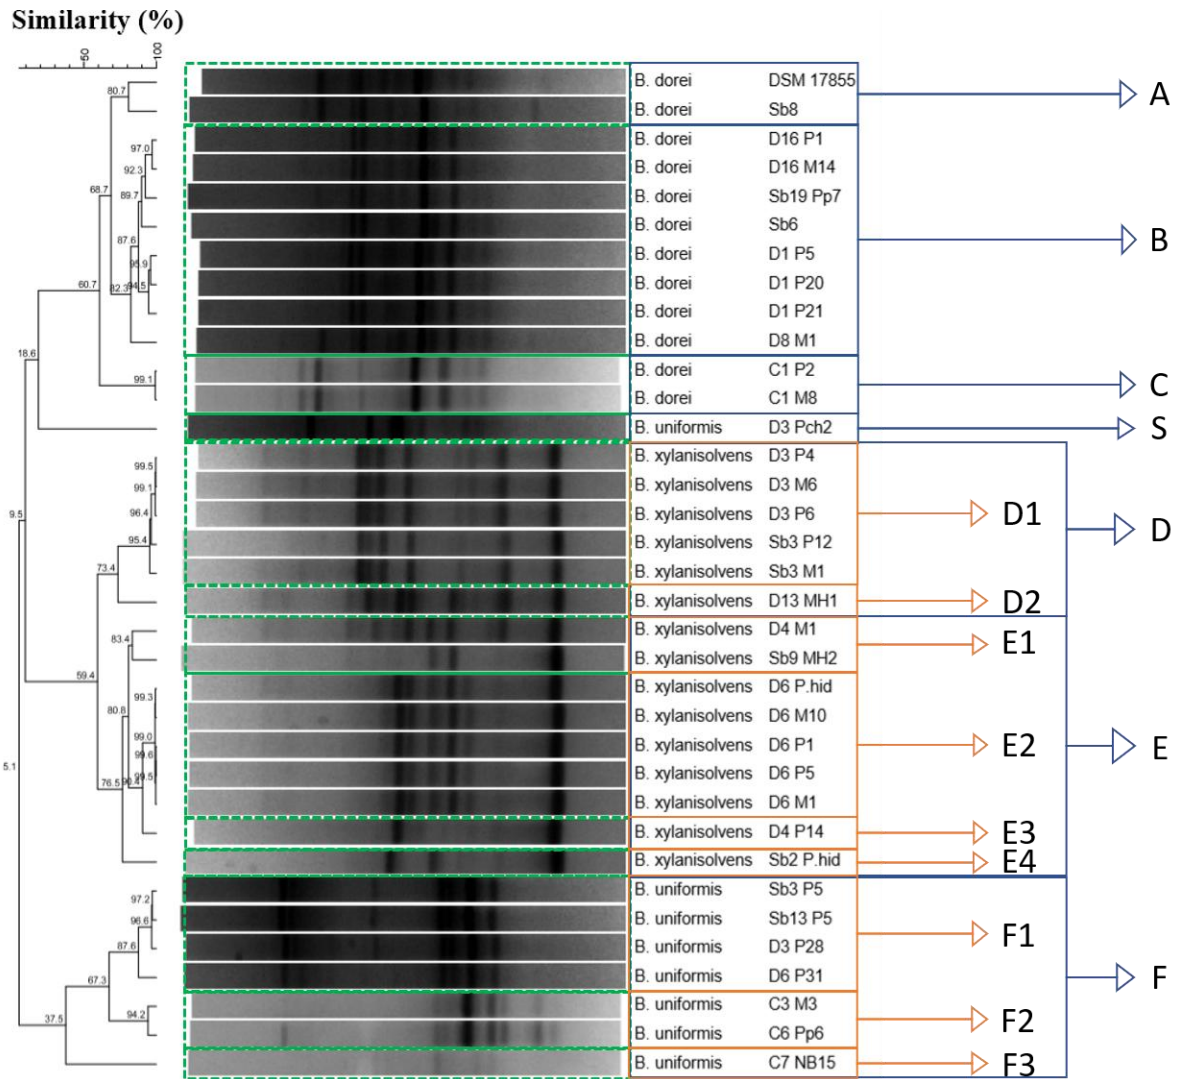 Similarity (%)
50
100
B. dorei DSM 17855
B. dorei Sb8
B. dorei D16 P1
B. dorei D16 M14
B. dorei Sb19 Pp7
B. dorei Sb6
B. dorei D1 P5
B. dorei D1 P20
B. dorei D1 P21
B. dorei D8 M1
B. dorei C1 P2
B. dorei C1 M8
B. uniformis D3 Pch2
B. xylanisolvens D3 P4
B. xylanisolvens D3 M6
B. xylanisolvens D3 P6
B. xylanisolvens Sb3 P12
B. xylanisolvens Sb3 M1
B. xylanisolvens D13 MH1
B. xylanisolvens D4 M1
B. xylanisolvens Sb9 MH2
B. xylanisolvens D6 P.hid
B. xylanisolvens D6 M10
B. xylanisolvens D6 P1
B. xylanisolvens D6 P5
B. xylanisolvens D6 M1
B. xylanisolvens D4 P14
B. xylanisolvens Sb2 P.hid
B. uniformis Sb3 P5
B. uniformis Sb13 P5
B. uniformis D3 P28
B. uniformis D6 P31
B. uniformis C3 M3
B. uniformis C6 Pp6
B. uniformis C7 NB15
A
B
C
S
D1
D
D2
E1
E2
E
E3
E4
F1
F
F2
F3
80.7
97.0
92.3
89.7
68.7
87.6
95.9
94.5
82.3
60.7
18.6
99.1
99.5
99.1
96.4
9.5
95.4
73.4
83.4
59.4
99.3
80.8
99.0
99.6
5.1
99.5
76.5
97.2
96.6
87.6
67.3
94.2
37.5